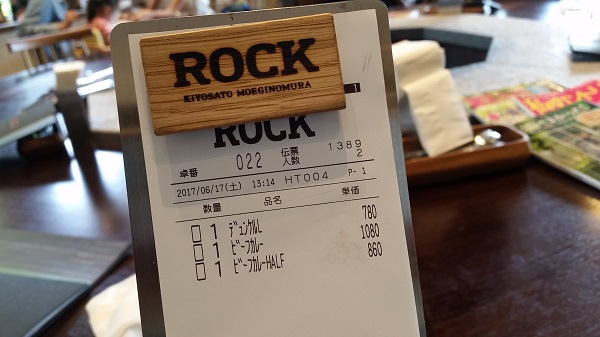 ROCK
KIYOSATO MOEGINOMURA
1
ROCK
卓番 022 伝票 1389
人数 2
2017/06/17(土) 13:14 HT004 P- 1
数量 品名 単価
□ 1 ﾃﾞｭﾝｹﾙL 780
□ 1 ﾋﾞｰﾌｶﾚｰ 1080
□ 1 ﾋﾞｰﾌｶﾚｰHALF 860